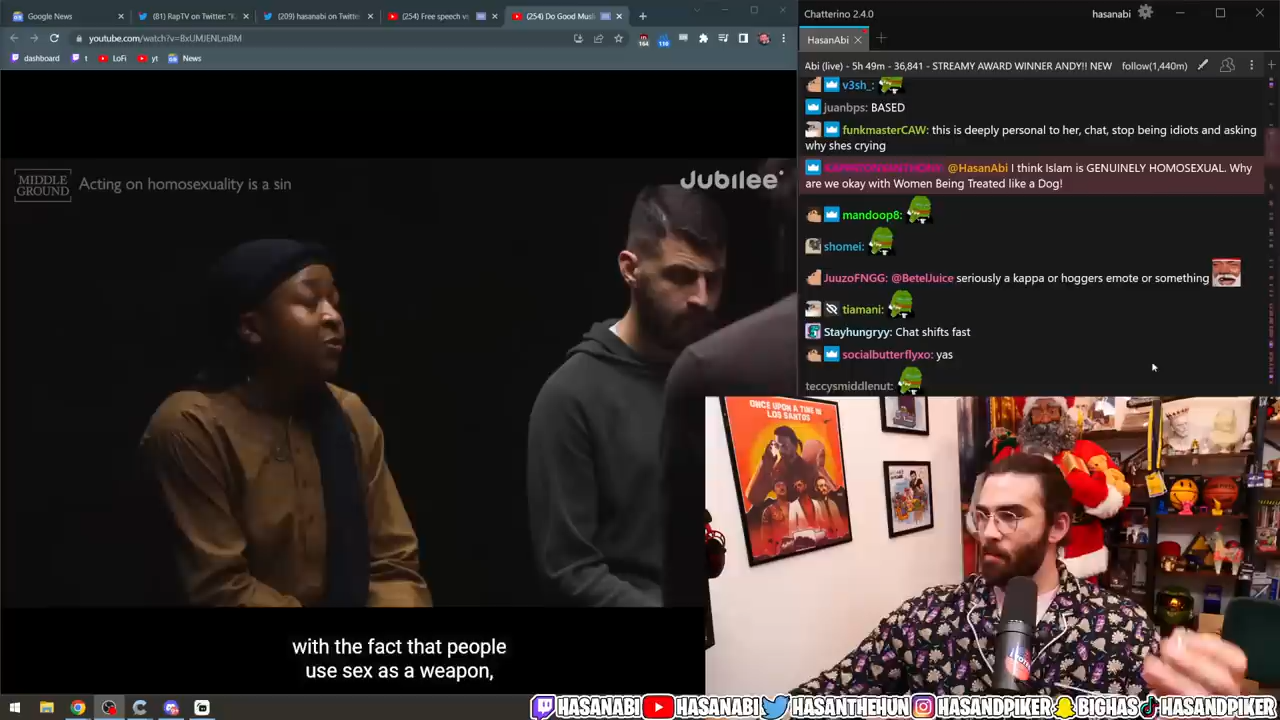 Google News
(81) RapTV on Twitter: "K
(209) hasanabi on Twitte
(254) Free speech v
(254) Do Good Musl
youtube.com/watch?v=BxUMJENLmBM
164
116
dashboard
t
LoFi
yt
News
MIDDLE
GROUND
Acting on homosexuality is a sin
Jubilee
with the fact that people
use sex as a weapon,
Chatterino 2.4.0
hasanabi
HasanAbi
Abi (live) - 5h 49m - 36,841 - STREAMY AWARD WINNER ANDY!! NEW
follow(1,440m)
v3sh_:
juanbps: BASED
funkmasterCAW: this is deeply personal to her, chat, stop being idiots and asking
why shes crying
@HasanAbi I think Islam is GENUINELY HOMOSEXUAL. Why
are we okay with Women Being Treated like a Dog!
mandoop8:
shomei:
JuuzoFNGG: @BetelJuice seriously a kappa or hoggers emote or something
tiamani:
Stayhungryy: Chat shifts fast
socialbutterflyxo: yas
teccysmiddlenut:
ONCE UPON A TIME IN
LOS SANTOS
HASANABI
HASANABI
HASANTHEHUN
HASANDPIKER
BIGHAS
HASANDPIKER